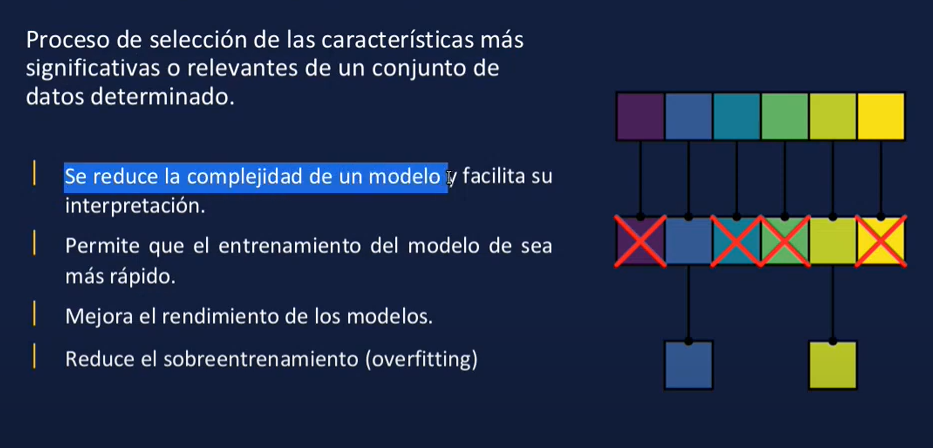 Proceso de selección de las características más
significativas o relevantes de un conjunto de
datos determinado.
Se reduce la complejidad de un modelo y facilita su
interpretación.
Permite que el entrenamiento del modelo de sea
más rápido.
Mejora el rendimiento de los modelos.
Reduce el sobreentrenamiento (overfitting)